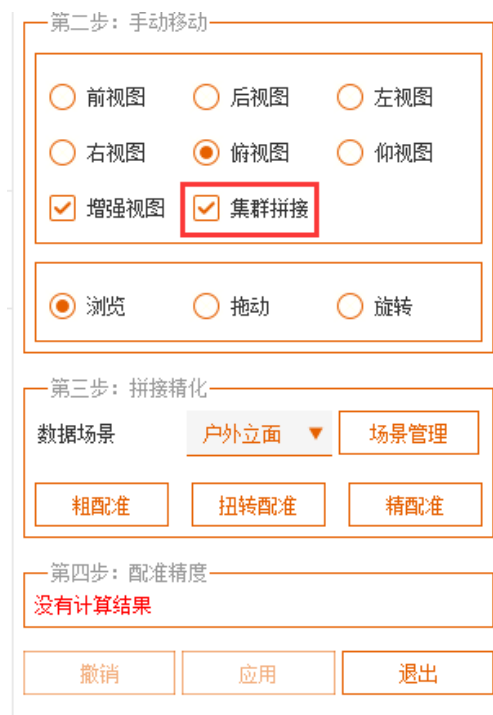 第二步：手动移动
前视图 后视图 左视图
右视图 俯视图 仰视图
增强视图 集群拼接
浏览 拖动 旋转
第三步：拼接精化
数据场景 户外立面 场景管理
粗配准 扭转配准 精配准
第四步：配准精度
没有计算结果
撤销 应用 退出